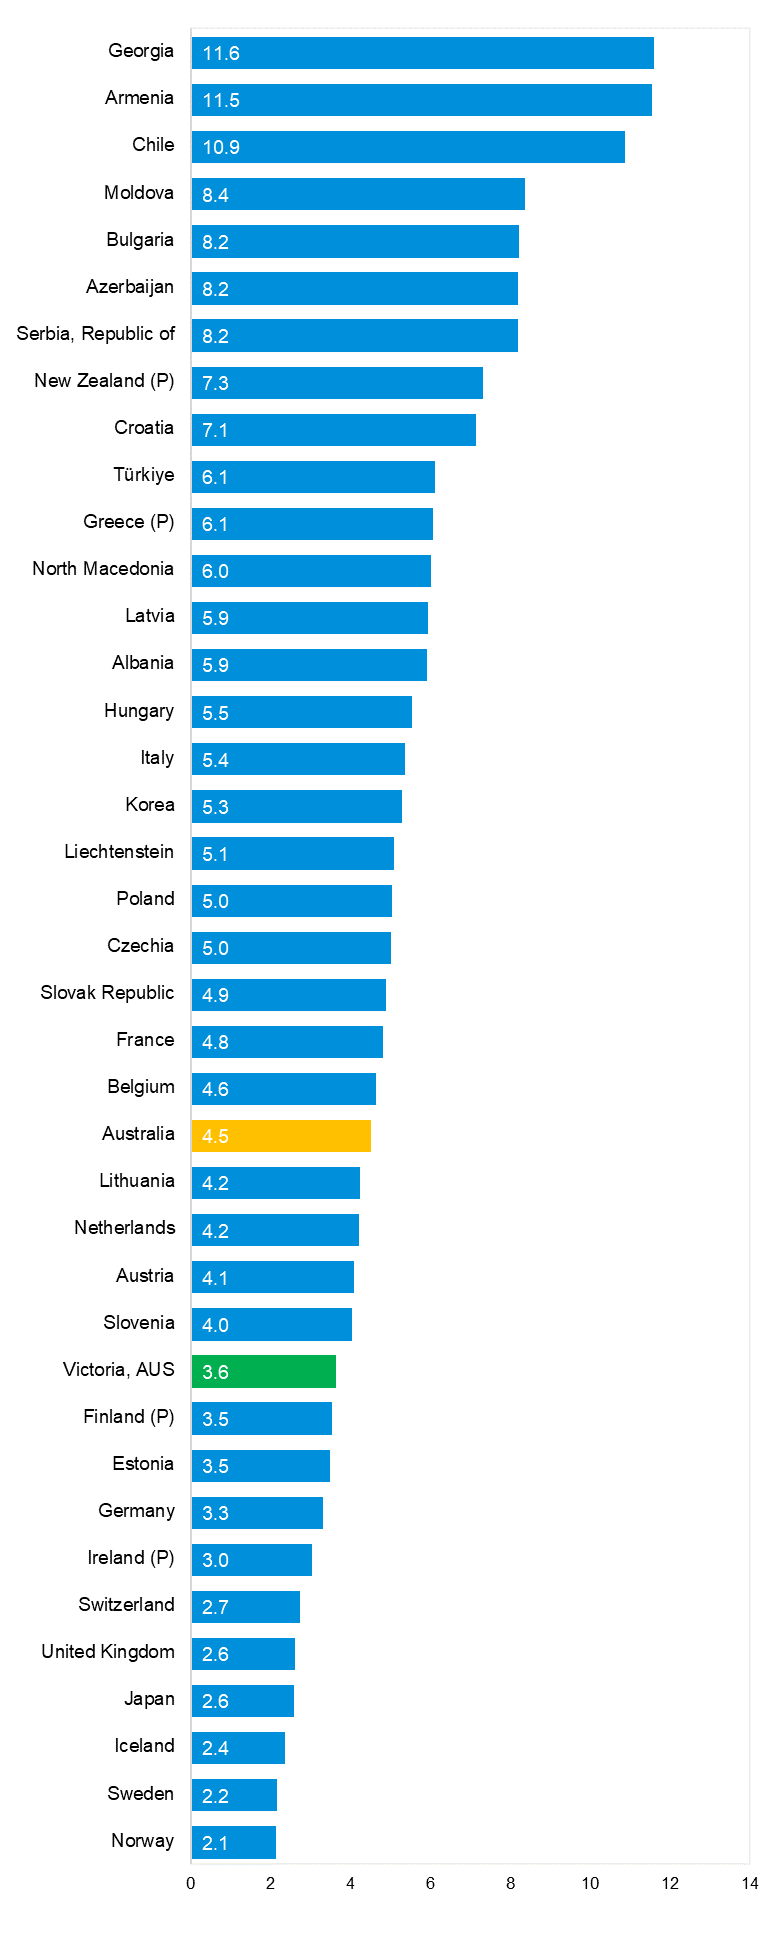 Georgia 11.6
Armenia 11.5
Chile 10.9
Moldova 8.4
Bulgaria 8.2
Azerbaijan 8.2
Serbia, Republic of 8.2
New Zealand (P) 7.3
Croatia 7.1
Türkiye 6.1
Greece (P) 6.1
North Macedonia 6.0
Latvia 5.9
Albania 5.9
Hungary 5.5
Italy 5.4
Korea 5.3
Liechtenstein 5.1
Poland 5.0
Czechia 5.0
Slovak Republic 4.9
France 4.8
Belgium 4.6
Australia 4.5
Lithuania 4.2
Netherlands 4.2
Austria 4.1
Slovenia 4.0
Victoria, AUS 3.6
Finland (P) 3.5
Estonia 3.5
Germany 3.3
Ireland (P) 3.0
Switzerland 2.7
United Kingdom 2.6
Japan 2.6
Iceland 2.4
Sweden 2.2
Norway 2.1
0 2 4 6 8 10 12 14